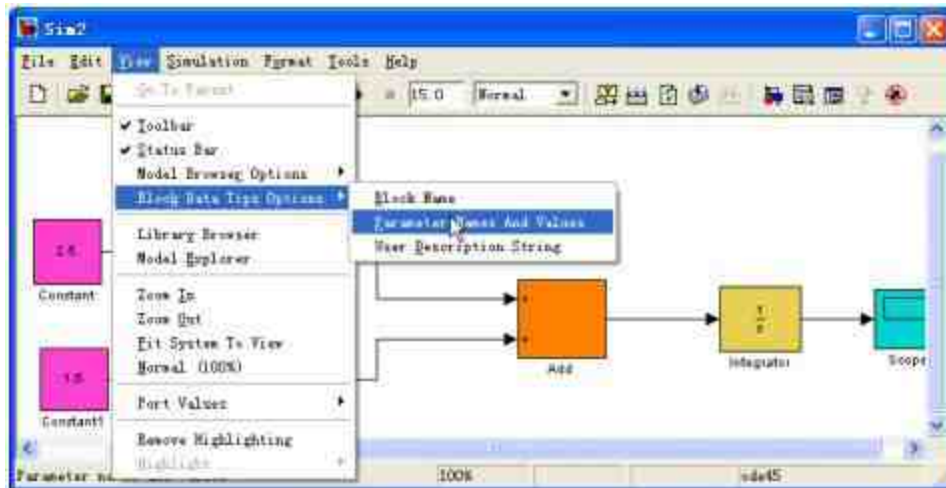 Sim2
File Edit View Simulation Format Tools Help
15.0 Normal
Go To Parent
Toolbar
Status Bar
Model Browser Options
Block Data Tips Options
Block Name
Parameter Names And Values
User Description String
Library Browser
Model Explorer
Zoom In
Zoom Out
Fit System To View
Normal (100%)
Port Values
Remove Highlighting
Highlight
Constant
Constant1
Add
1
s
Integrator
Scope
100% ode45